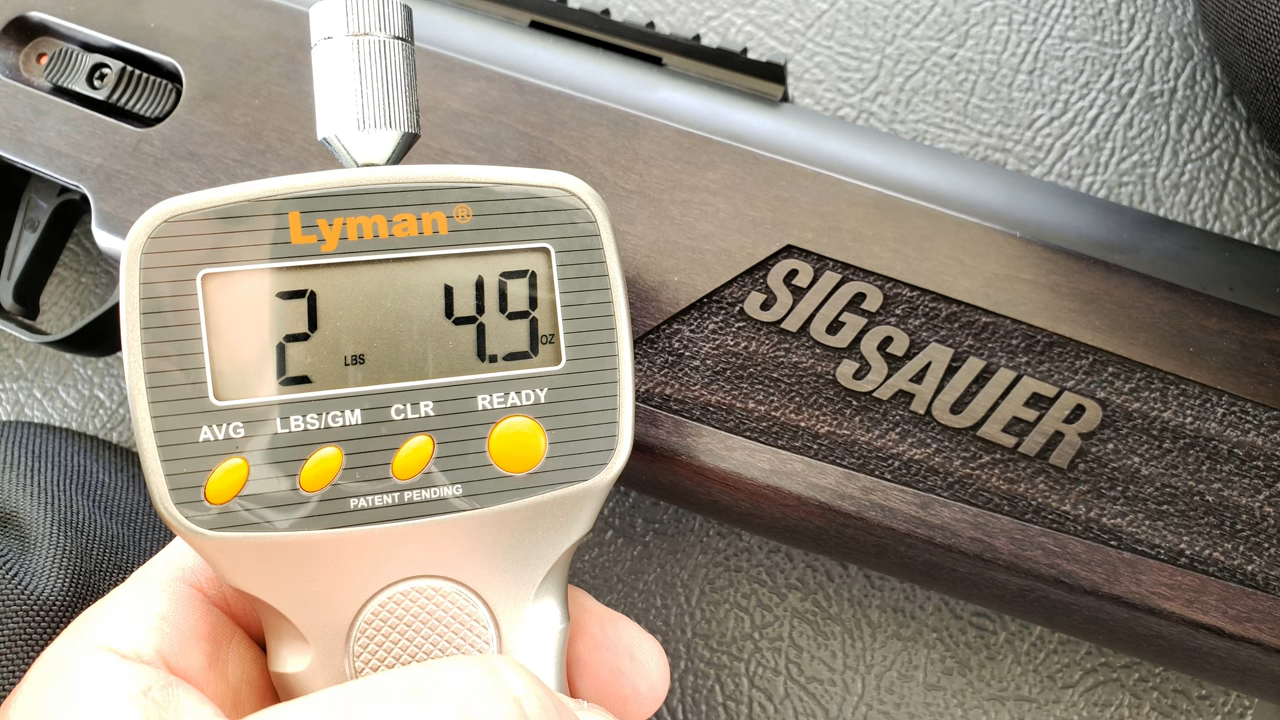 Lyman®
2 LBS 4.9 OZ
AVG LBS/GM CLR READY
PATENT PENDING
SIG
SAUER